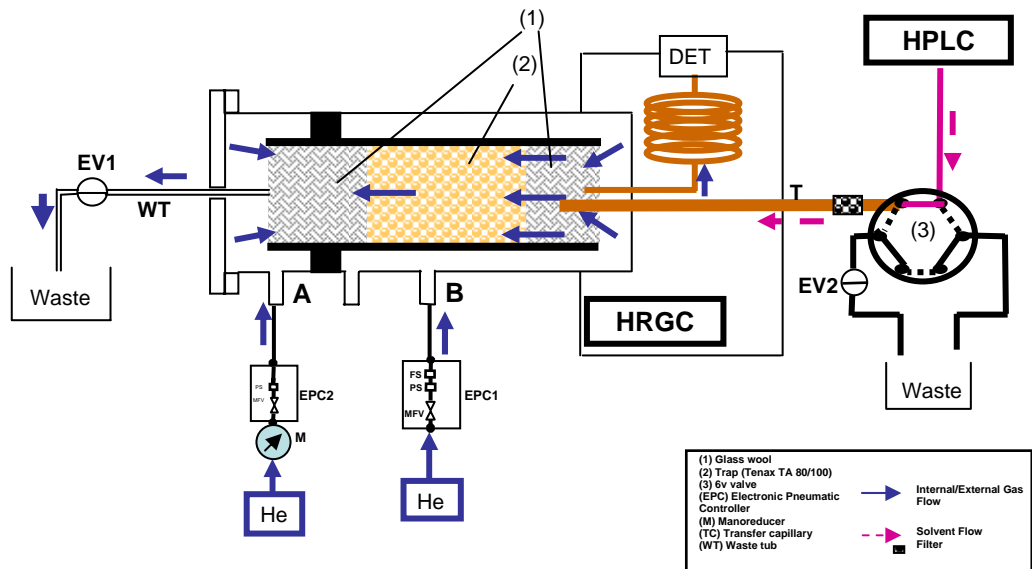 (1)
(2)
DET
HPLC
EV1
WT
T
(3)
EV2
Waste
A
B
HRGC
Waste
PS
MFV
EPC2
FS
PS
MFV
EPC1
M
He
He
(1) Glass wool
(2) Trap (Tenax TA 80/100)
(3) 6v valve
(EPC) Electronic Pneumatic
Controller
(M) Manoreducer
(TC) Transfer capillary
(WT) Waste tub
Internal/External Gas
Flow
Solvent Flow
Filter